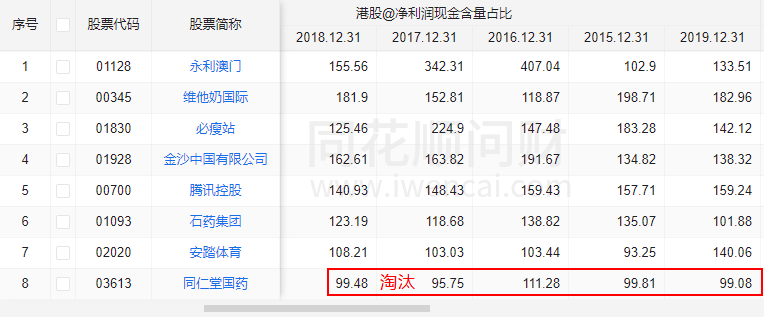 序号 股票代码 股票简称 港股@净利润现金含量占比
2018.12.31 2017.12.31 2016.12.31 2015.12.31 2019.12.31
1 01128 永利澳门 155.56 342.31 407.04 102.9 133.51
2 00345 维他奶国际 181.9 152.81 118.87 198.71 182.96
3 01830 必瘦站 125.46 224.9 147.48 183.28 142.12
4 01928 金沙中国有限公司 162.61 163.82 191.67 134.82 138.32
5 00700 腾讯控股 140.93 148.43 159.43 157.71 159.24
6 01093 石药集团 123.19 118.68 138.82 135.07 101.88
7 02020 安踏体育 108.21 103.03 103.44 93.25 140.06
8 03613 同仁堂国药 99.48 淘汰 95.75 111.28 99.81 99.08
同花顺问财
www.iwencai.com